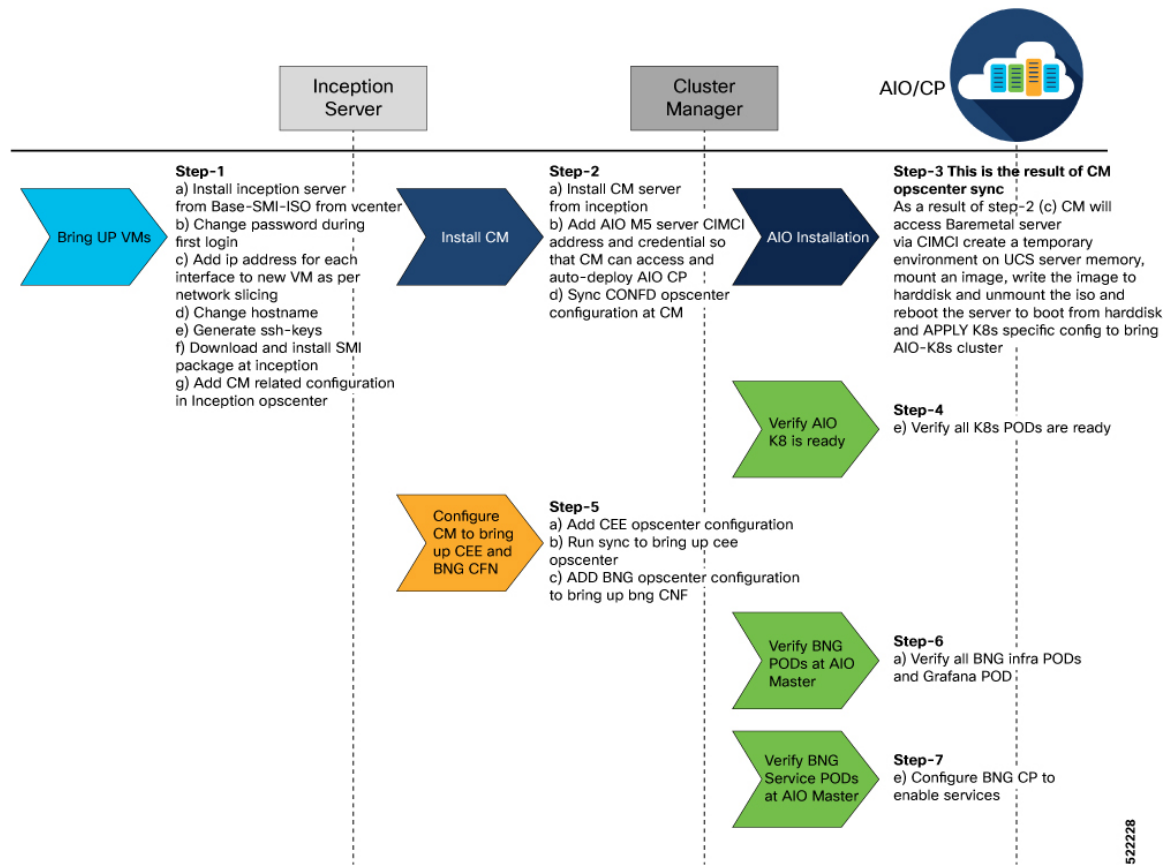 Inception
Server
Cluster
Manager
AIO/CP
Bring UP VMs
Step-1
a) Install inception server
from Base-SMI-ISO from vcenter
b) Change password during
first login
c) Add ip address for each
interface to new VM as per
network slicing
d) Change hostname
e) Generate ssh-keys
f) Download and install SMI
package at inception
g) Add CM related configuration
in Inception opscenter
Install CM
Step-2
a) Install CM server
from inception
b) Add AIO M5 server CIMCI
address and credential so
that CM can access and
auto-deploy AIO CP
d) Sync CONFD opscenter
configuration at CM
AIO Installation
Step-3 This is the result of CM
opscenter sync
As a result of step-2 (c) CM will
access Baremetal server
via CIMCI create a temporary
environment on UCS server memory,
mount an image, write the image to
harddisk and unmount the iso and
reboot the server to boot from harddisk
and APPLY K8s specific config to bring
AIO-K8s cluster
Verify AIO
K8 is ready
Step-4
e) Verify all K8s PODs are ready
Configure
CM to bring
up CEE and
BNG CFN
Step-5
a) Add CEE opscenter configuration
b) Run sync to bring up cee
opscenter
c) ADD BNG opscenter configuration
to bring up bng CNF
Verify BNG
PODs at AIO
Master
Step-6
a) Verify all BNG infra PODs
and Grafana POD
Verify BNG
Service PODs
at AIO Master
Step-7
e) Configure BNG CP to
enable services
522228